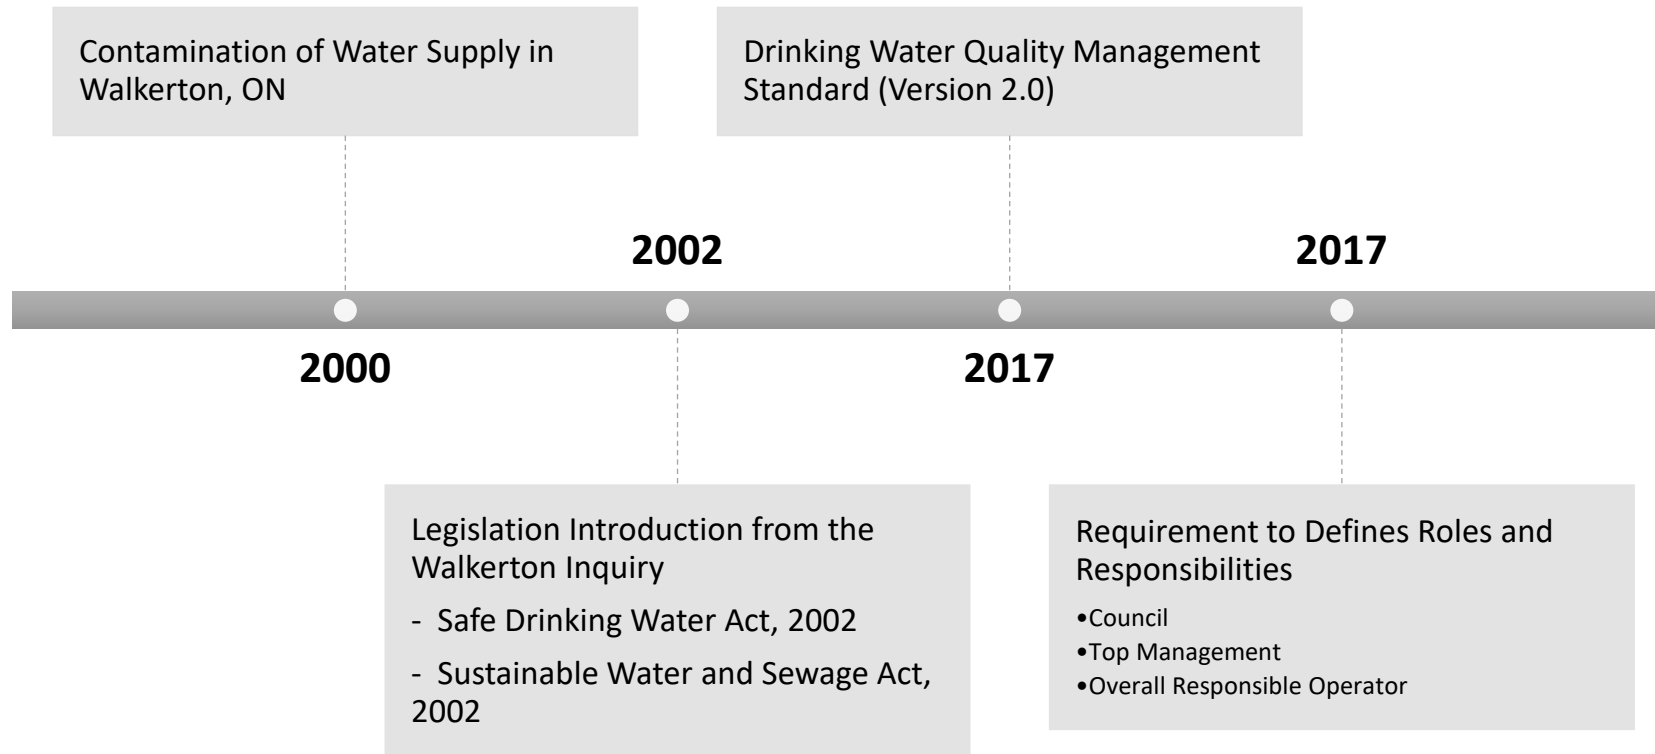 Contamination of Water Supply in
Walkerton, ON
Drinking Water Quality Management
Standard (Version 2.0)
2002
2017
2000
2017
Legislation Introduction from the
Walkerton Inquiry
- Safe Drinking Water Act, 2002
- Sustainable Water and Sewage Act,
2002
Requirement to Defines Roles and
Responsibilities
•Council
•Top Management
•Overall Responsible Operator